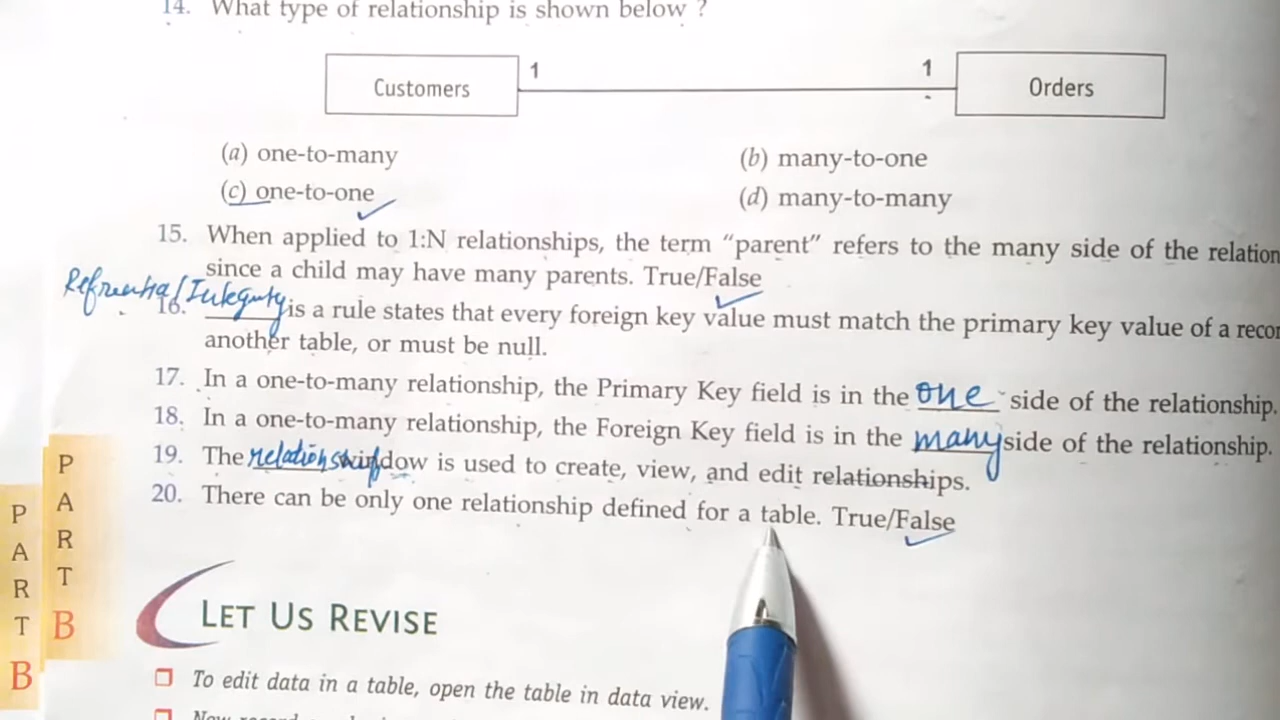 14. What type of relationship is shown below ?
Customers 1 1 Orders
(a) one-to-many (b) many-to-one
(c) one-to-one (d) many-to-many
15. When applied to 1:N relationships, the term "parent" refers to the many side of the relation
since a child may have many parents. True/False
Refrential Integrity
16. is a rule states that every foreign key value must match the primary key value of a recor
another table, or must be null.
17. In a one-to-many relationship, the Primary Key field is in the one side of the relationship.
18. In a one-to-many relationship, the Foreign Key field is in the many side of the relationship.
19. The relationship window is used to create, view, and edit relationships.
20. There can be only one relationship defined for a table. True/False
PART B
PART B
LET US REVISE
To edit data in a table, open the table in data view.